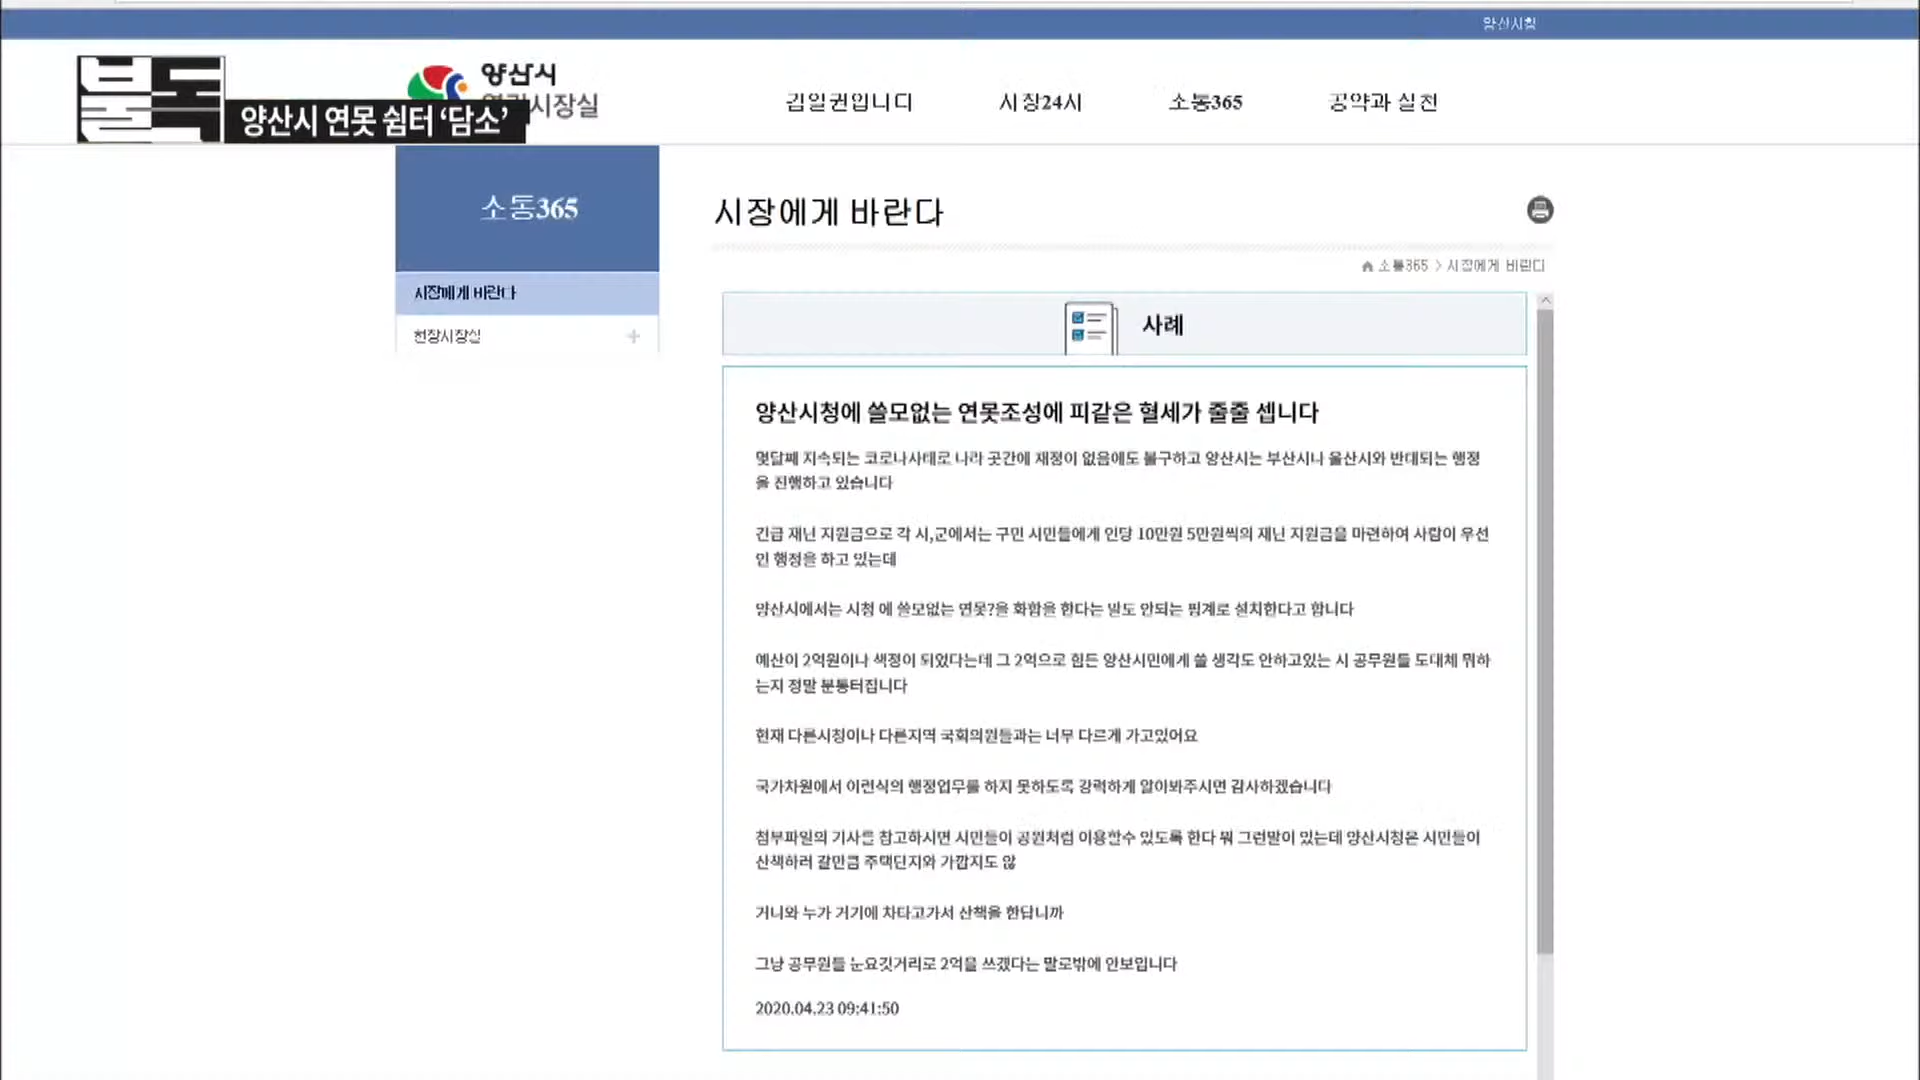 양산시청
불독
양산시 연못 쉼터 ‘담소’
양산시
시장실
김일권입니다
시장24시
소통365
공약과 실천
소통365
시장에게 바란다
현장시장실
시장에게 바란다
소통365 > 시장에게 바란다
사례
양산시청에 쓸모없는 연못조성에 피같은 혈세가 줄줄 셉니다
몇달째 지속되는 코로나사태로 나라 곳간에 재정이 없음에도 불구하고 양산시는 부산시나 울산시와 반대되는 행정
을 진행하고 있습니다
긴급 재난 지원금으로 각 시,군에서는 구민 시민들에게 인당 10만원 5만원씩의 재난 지원금을 마련하여 사람이 우선
인 행정을 하고 있는데
양산시에서는 시청 에 쓸모없는 연못?을 화합을 한다는 말도 안되는 핑계로 설치한다고 합니다
예산이 2억원이나 색정이 되었다는데 그 2억으로 힘든 양산시민에게 쓸 생각도 안하고있는 시 공무원들 도대체 뭐하
는지 정말 분통터집니다
현재 다른시청이나 다른지역 국회의원들과는 너무 다르게 가고있어요
국가차원에서 이런식의 행정업무를 하지 못하도록 강력하게 알아봐주시면 감사하겠습니다
첨부파일의 기사를 참고하시면 시민들이 공원처럼 이용할수 있도록 한다 뭐 그런말이 있는데 양산시청은 시민들이
산색하러 갈만큼 주택단지와 가깝지도 않
거니와 누가 거기에 차타고가서 산책을 한답니까
그냥 공무원들 눈요깃거리로 2억을 쓰겠다는 말로밖에 안보입니다
2020.04.23 09:41:50